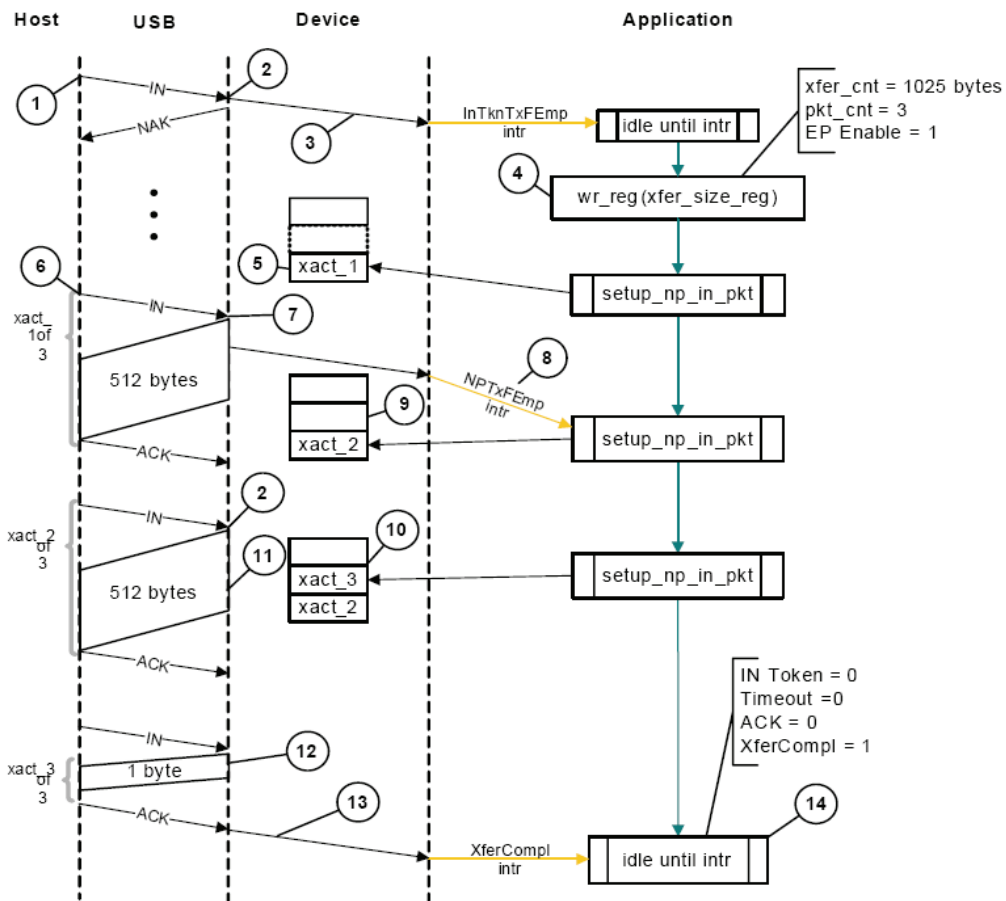 Host
USB
Device
Application
1
IN
2
NAK
3
InTknTxFEmp
intr
idle until intr
xfer_cnt = 1025 bytes
pkt_cnt = 3
EP Enable = 1
4
wr_reg(xfer_size_reg)
5
xact_1
setup_np_in_pkt
6
IN
7
xact_
1of
3
512 bytes
ACK
8
NPTxFEmp
intr
9
xact_2
setup_np_in_pkt
IN
2
xact_2
of
3
512 bytes
11
ACK
10
xact_3
xact_2
setup_np_in_pkt
IN Token = 0
Timeout =0
ACK = 0
XferCompl = 1
IN
xact_3
of
3
1 byte
12
ACK
13
XferCompl
intr
idle until intr
14